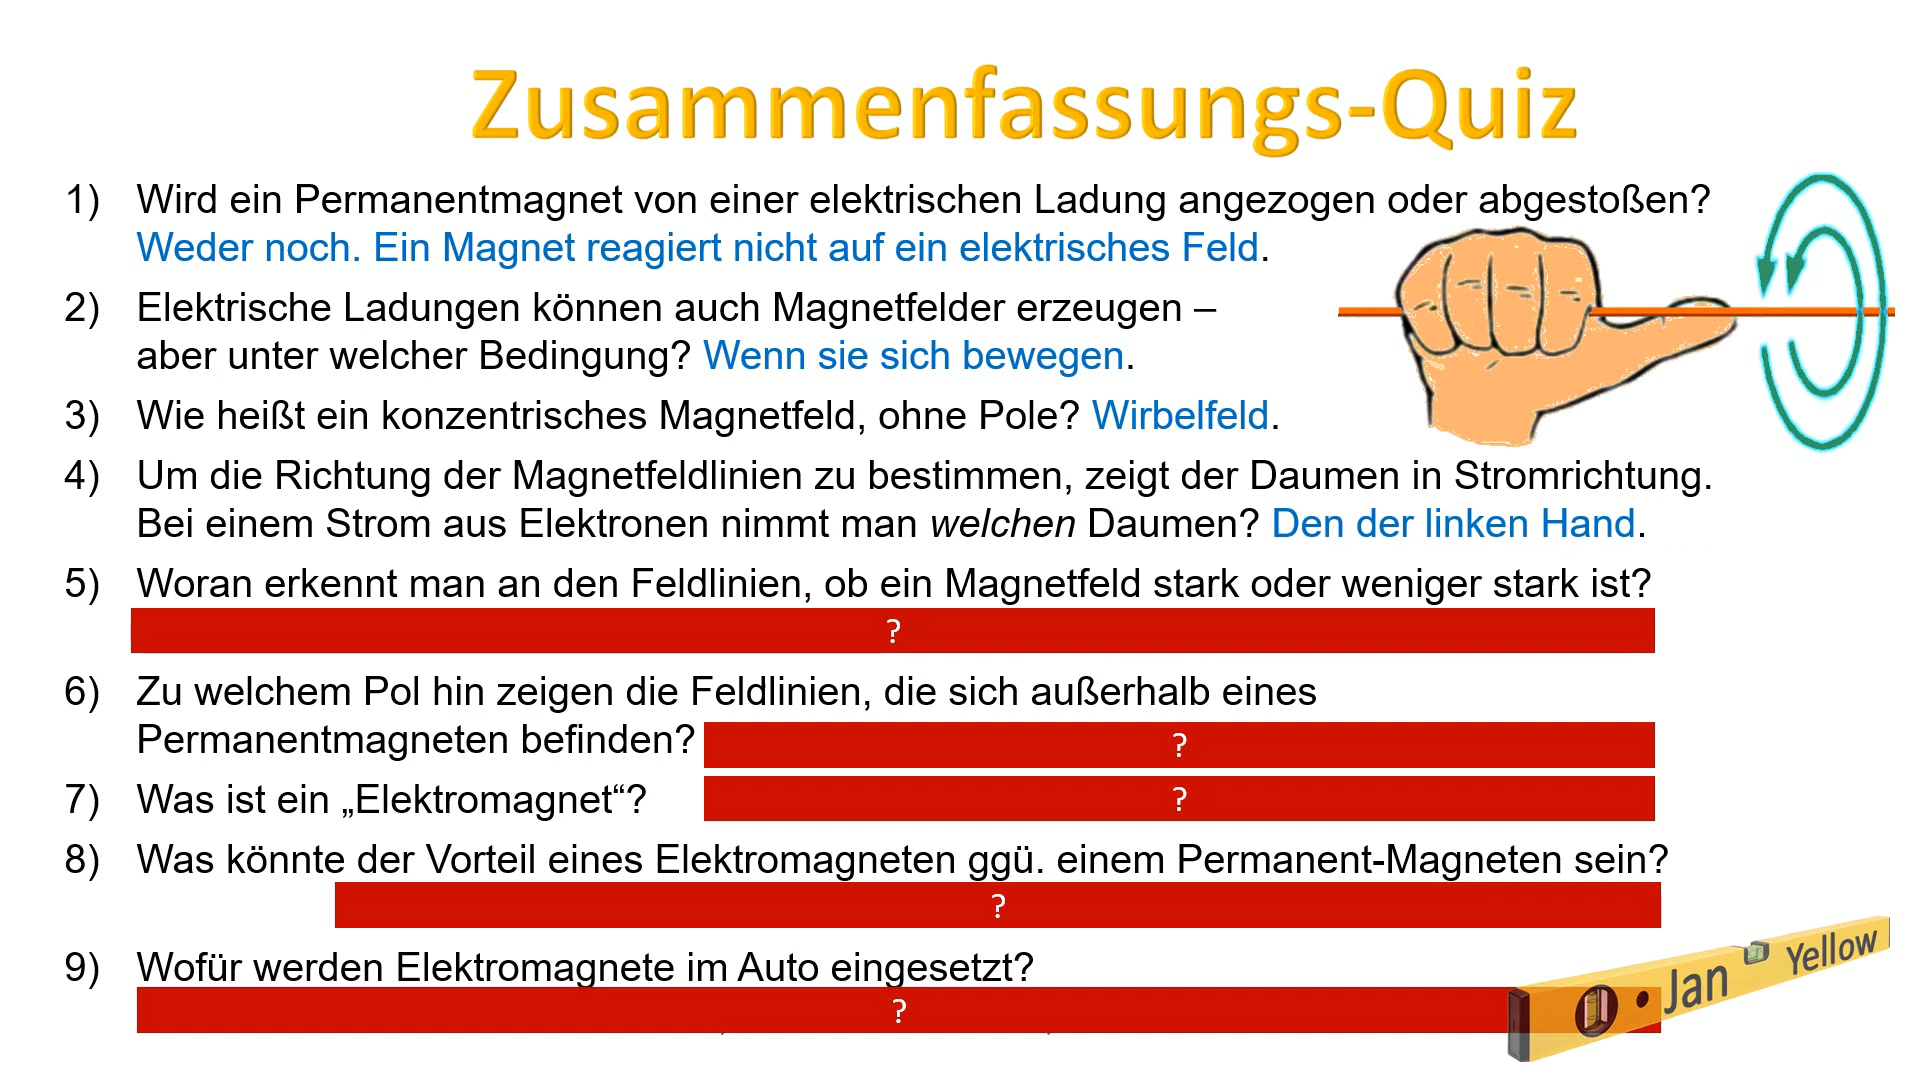 Zusammenfassungs-Quiz
1) Wird ein Permanentmagnet von einer elektrischen Ladung angezogen oder abgestoßen?
Weder noch. Ein Magnet reagiert nicht auf ein elektrisches Feld.
2) Elektrische Ladungen können auch Magnetfelder erzeugen –
aber unter welcher Bedingung? Wenn sie sich bewegen.
3) Wie heißt ein konzentrisches Magnetfeld, ohne Pole? Wirbelfeld.
4) Um die Richtung der Magnetfeldlinien zu bestimmen, zeigt der Daumen in Stromrichtung.
Bei einem Strom aus Elektronen nimmt man welchen Daumen? Den der linken Hand.
5) Woran erkennt man an den Feldlinien, ob ein Magnetfeld stark oder weniger stark ist?
?
6) Zu welchem Pol hin zeigen die Feldlinien, die sich außerhalb eines
Permanentmagneten befinden? ?
7) Was ist ein „Elektromagnet“? ?
8) Was könnte der Vorteil eines Elektromagneten ggü. einem Permanent-Magneten sein?
?
9) Wofür werden Elektromagnete im Auto eingesetzt?
?
Jan Yellow